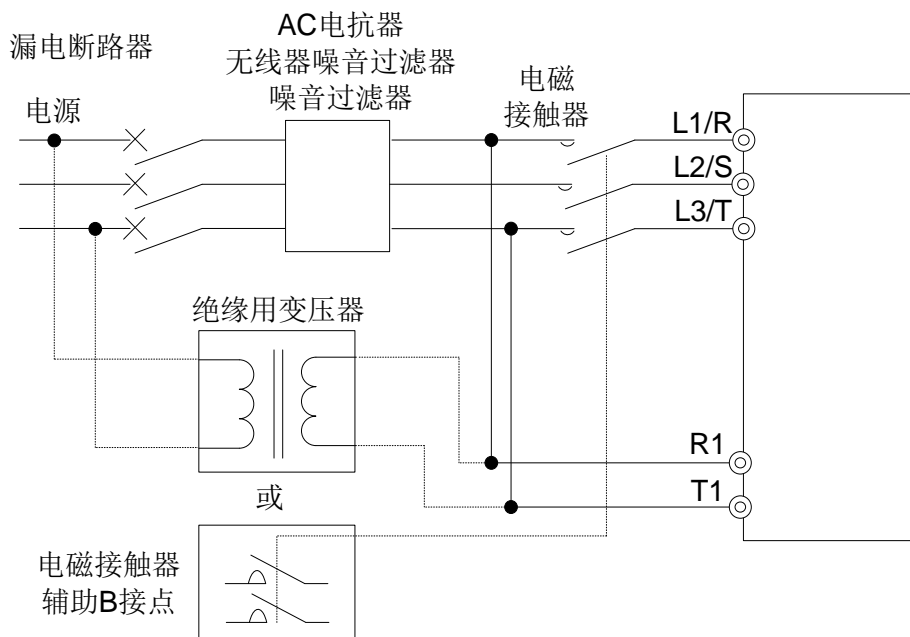 漏电断路器
AC电抗器
无线器噪音过滤器
噪音过滤器
电源
电磁
接触器
L1/R
L2/S
L3/T
绝缘用变压器
R1
T1
或
电磁接触器
辅助B接点